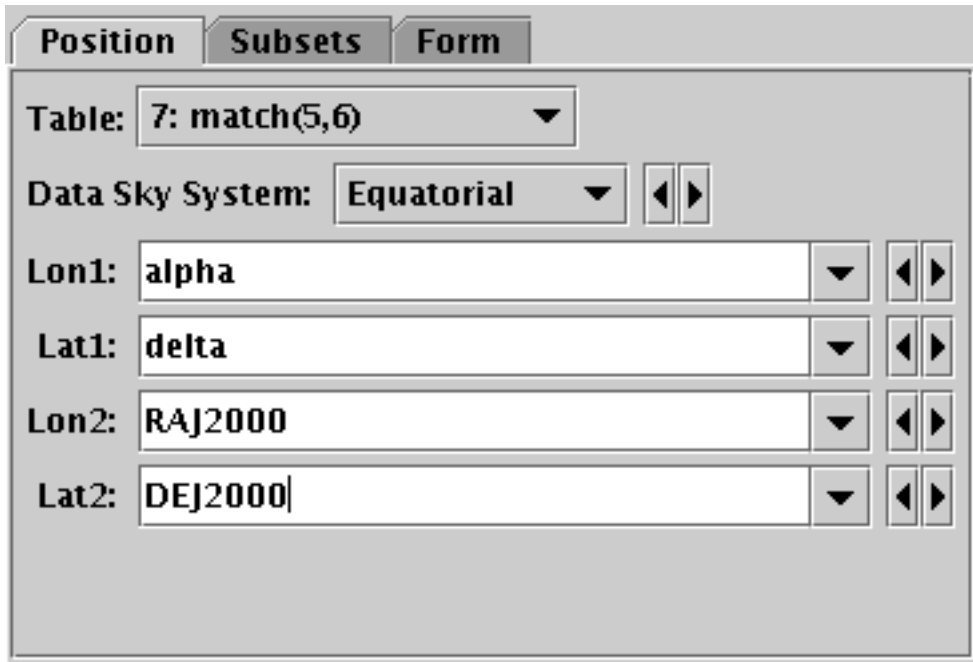 Position Subsets Form
Table: 7: match(5,6)
Data Sky System: Equatorial
Lon1: alpha
Lat1: delta
Lon2: RAJ2000
Lat2: DEJ2000